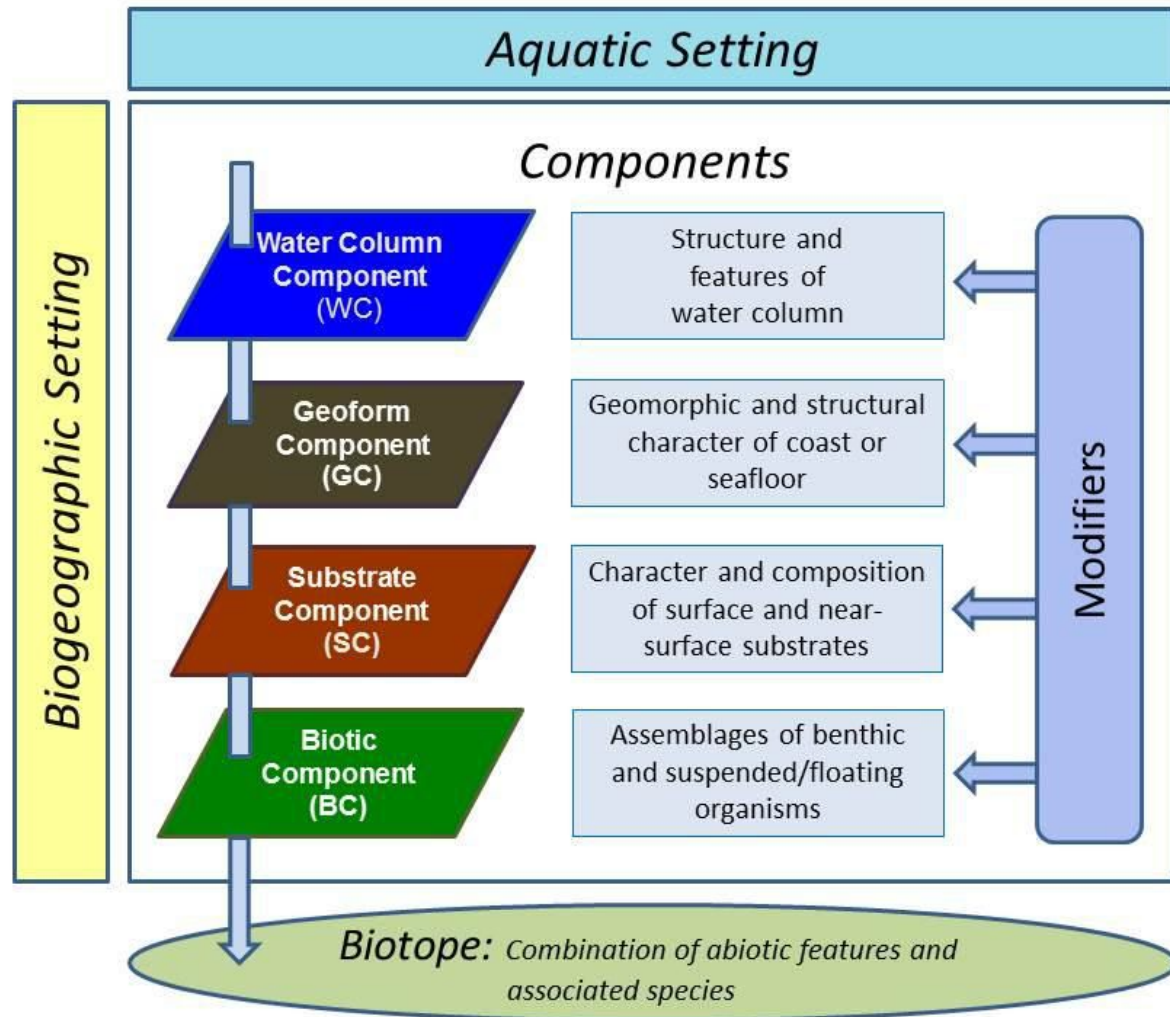 Aquatic Setting
Biogeographic Setting
Components
Water Column
Component
(WC)
Structure and
features of
water column
Geoform
Component
(GC)
Geomorphic and structural
character of coast or
seafloor
Substrate
Component
(SC)
Character and composition
of surface and near-
surface substrates
Biotic
Component
(BC)
Assemblages of benthic
and suspended/floating
organisms
Modifiers
Biotope: Combination of abiotic features and
associated species